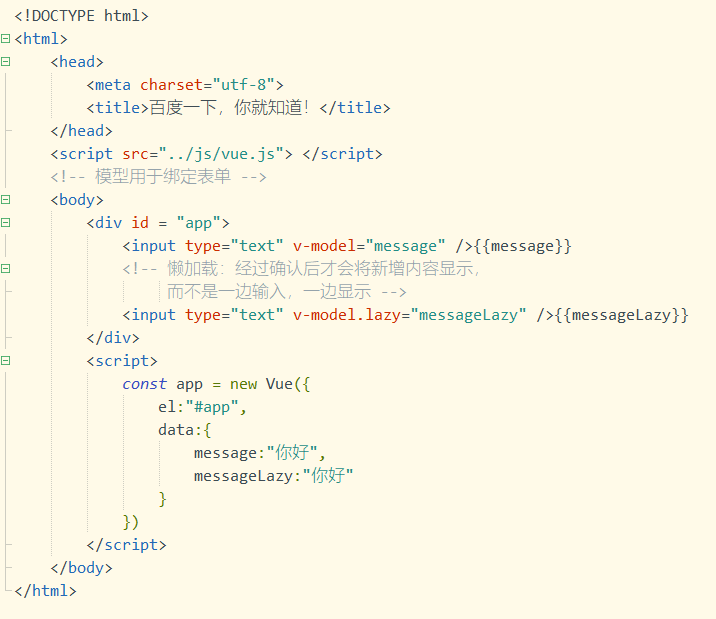 <!DOCTYPE html>
<html>
    <head>
        <meta charset="utf-8">
        <title>百度一下，你就知道！</title>
    </head>
    <script src="../js/vue.js"> </script>
    <!-- 模型用于绑定表单 -->
    <body>
        <div id = "app">
            <input type="text" v-model="message" />{{message}}
            <!-- 懒加载：经过确认后才会将新增内容显示，
                 而不是一边输入，一边显示 -->
            <input type="text" v-model.lazy="messageLazy" />{{messageLazy}}
        </div>
        <script>
            const app = new Vue({
                el:"#app",
                data:{
                    message:"你好",
                    messageLazy:"你好"
                }
            })
        </script>
    </body>
</html>